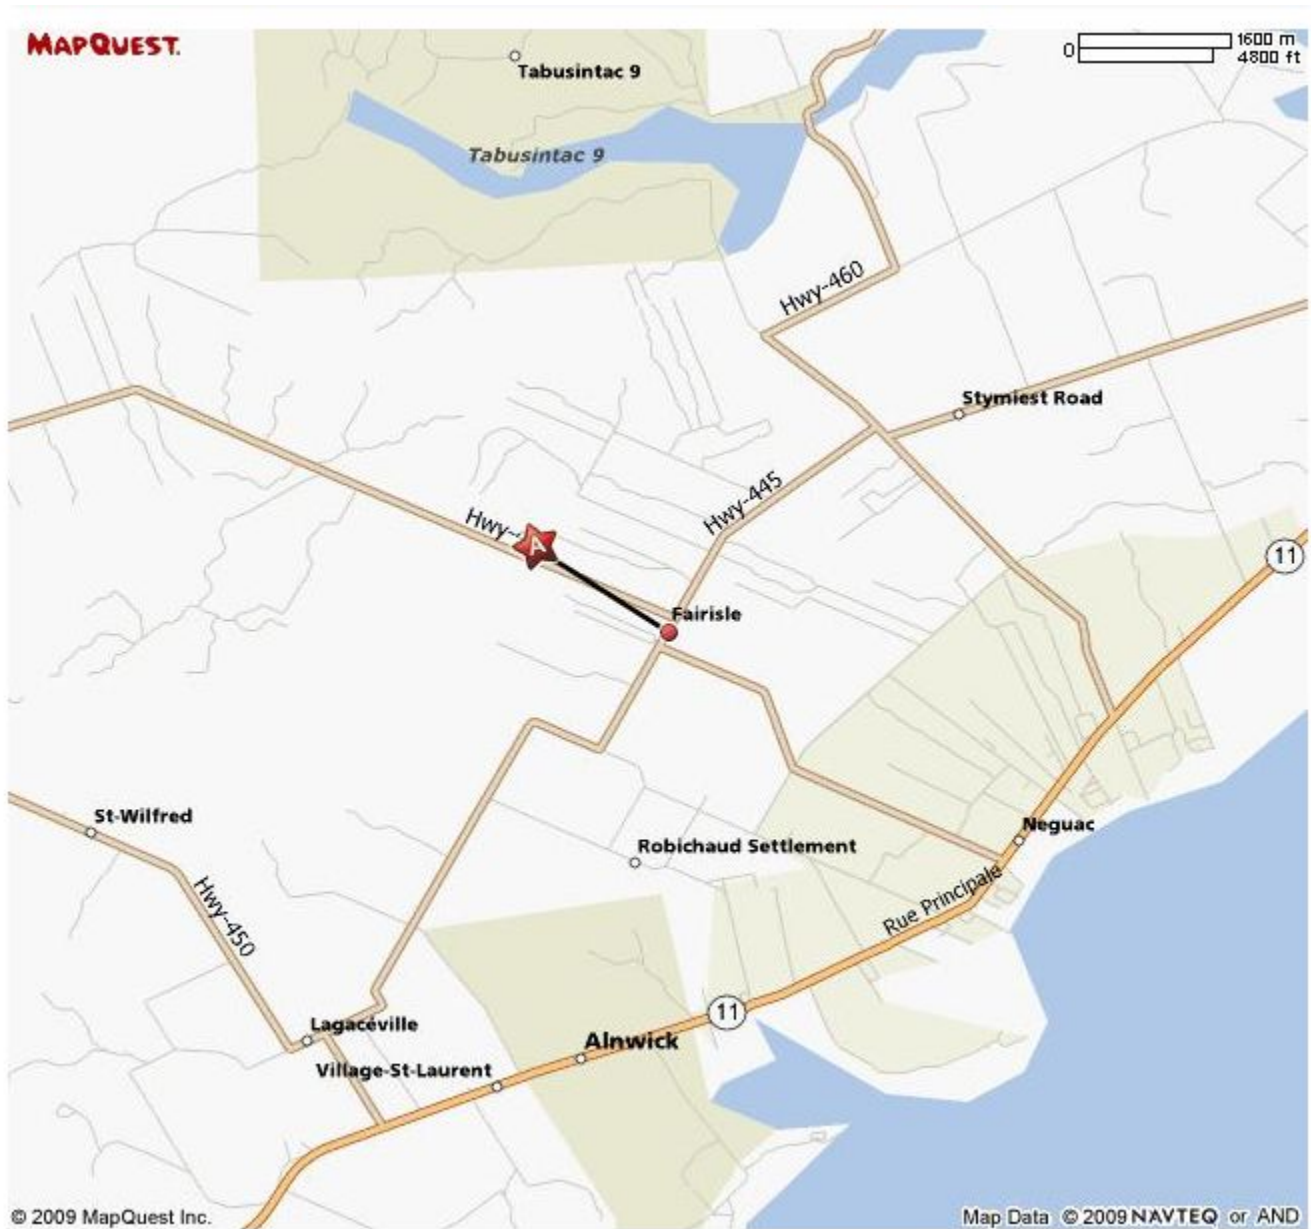 MAPQUEST.
0
1600 m
4800 ft
Tabusintac 9
Tabusintac 9
Hwy-460
Stymiest Road
Hwy-445
Hwy-
A
11
Fairisle
St-Wilfred
Neguac
Robichaud Settlement
Hwy-450
Rue Principale
11
Lagacéville
Alnwick
Village-St-Laurent
© 2009 MapQuest Inc.
Map Data © 2009 NAVTEQ or AND